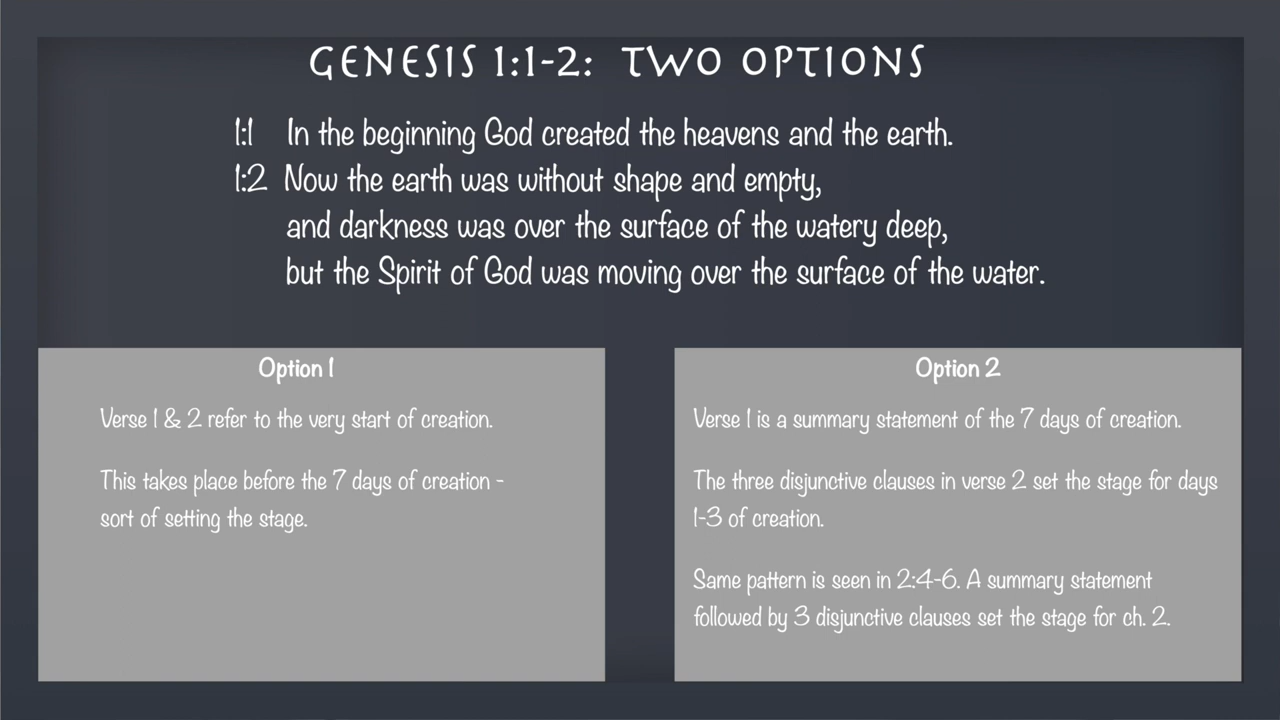 GENESIS 1:1-2: TWO OPTIONS
1:1 In the beginning God created the heavens and the earth.
1:2 Now the earth was without shape and empty,
and darkness was over the surface of the watery deep,
but the Spirit of God was moving over the surface of the water.
Option 1
Verse 1 & 2 refer to the very start of creation.
This takes place before the 7 days of creation -
sort of setting the stage.
Option 2
Verse 1 is a summary statement of the 7 days of creation.
The three disjunctive clauses in verse 2 set the stage for days
1-3 of creation.
Same pattern is seen in 2:4-6. A summary statement
followed by 3 disjunctive clauses set the stage for ch. 2.